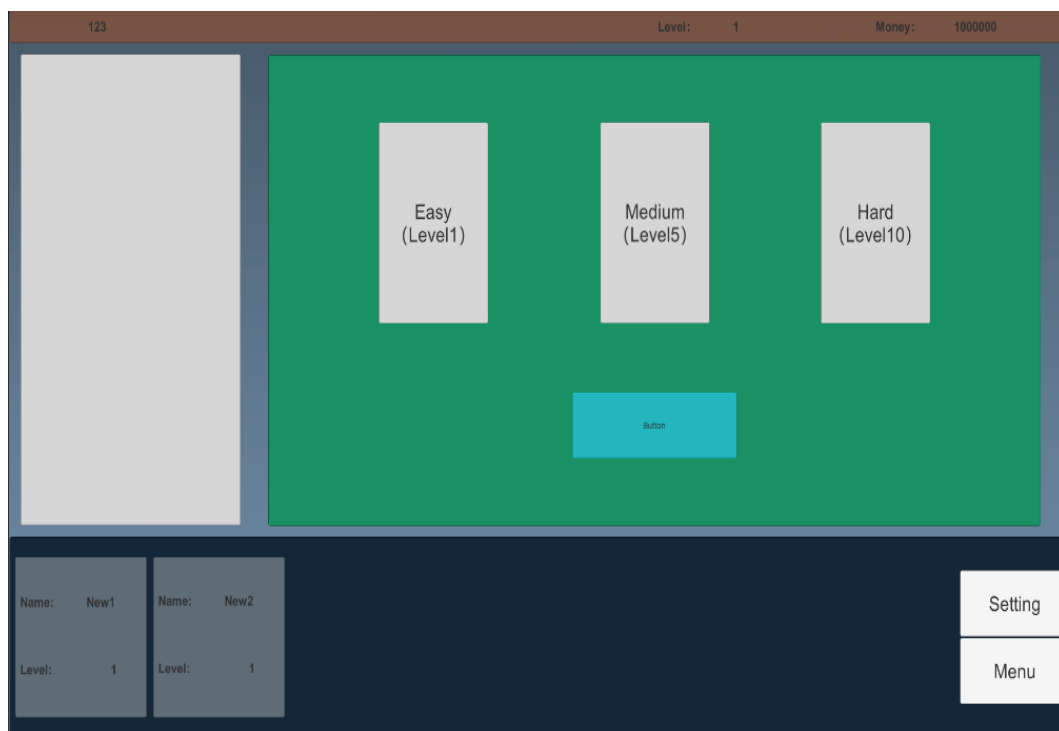 123 Level: 1 Money: 1000000
Easy
(Level1)
Medium
(Level5)
Hard
(Level10)
Button
Name: New1
Level: 1
Name: New2
Level: 1
Setting
Menu